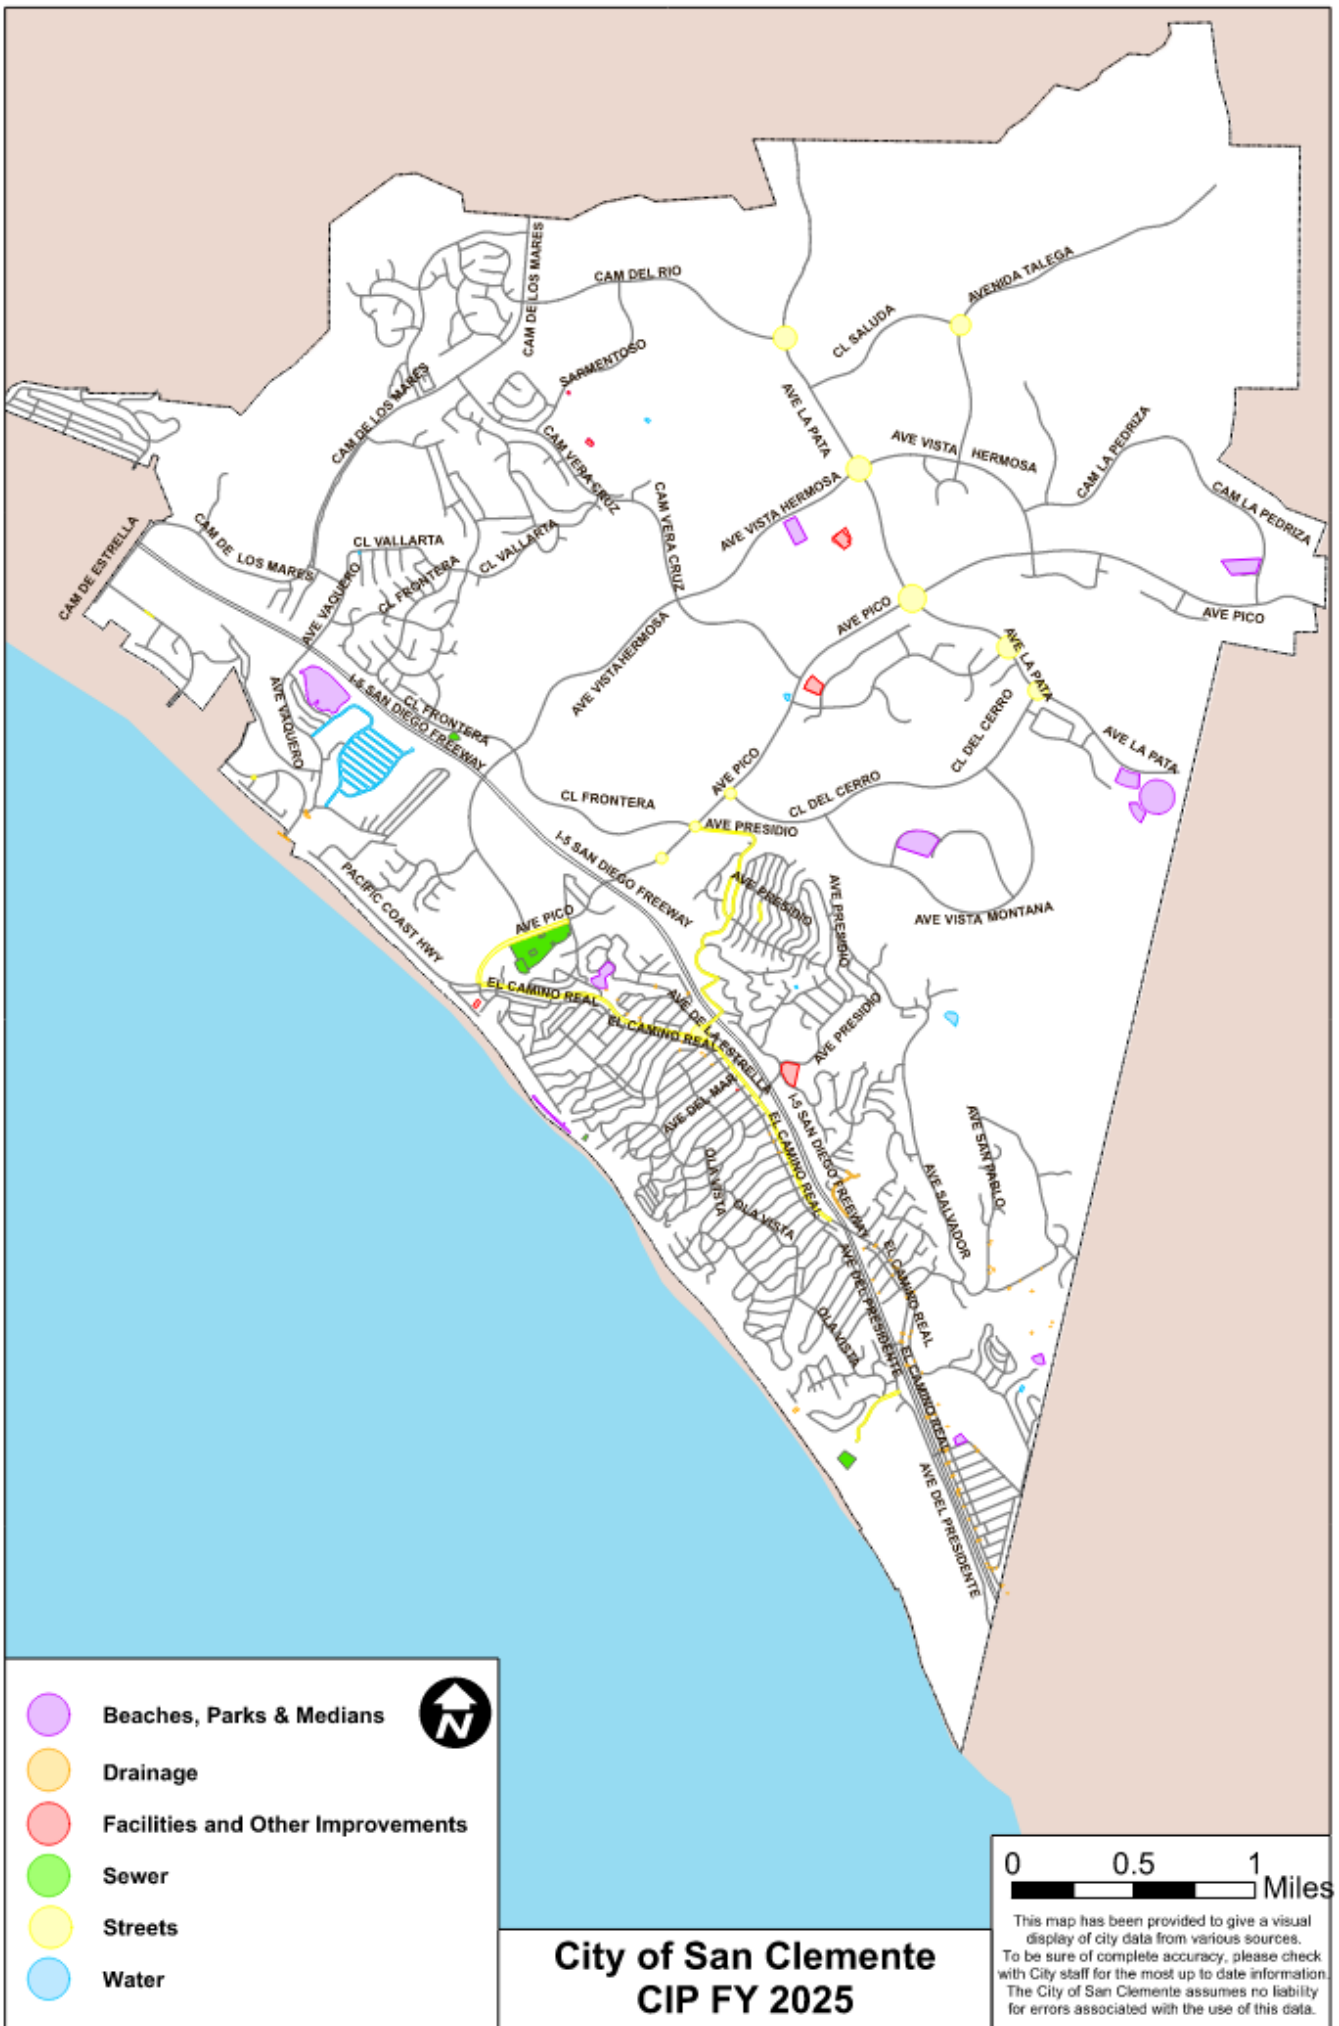 CAM DE LOS MARES
CAM DEL RIO
AVENIDA TALEGA
CL SALUDA
SARMENTOSO
CAM DE LOS MARES
AVE LA PATA
CAM VERA CRUZ
AVE VISTA HERMOSA
CAM LA PEDRIZA
CAM LA PEDRIZA
AVE VISTA HERMOSA
CAM VERA CRUZ
CAM DE ESTRELLA
CAM DE LOS MARES
CL VALLARTA
CL VALLARTA
AVE VAQUERO
CL FRONTERA
AVE PICO
AVE PICO
AVE VISTA HERMOSA
AVE LA PATA
AVE VAQUERO
I-5 SAN DIEGO FREEWAY
CL FRONTERA
CL DEL CERRO
AVE LA PATA
AVE PICO
CL DEL CERRO
CL FRONTERA
AVE PRESIDIO
I-5 SAN DIEGO FREEWAY
PACIFIC COAST HWY
AVE PRESIDIO
AVE PRESIDIO
AVE VISTA MONTANA
AVE PICO
EL CAMINO REAL
AVE DE LA ESTRELLA
AVE PRESIDIO
EL CAMINO REAL
AVE DEL MAR
I-5 SAN DIEGO FREEWAY
EL CAMINO REAL
AVE SAN PABLO
OLA VISTA
OLA VISTA
AVE SALVADOR
EL CAMINO REAL
AVE DEL PRESIDENTE
OLA VISTA
EL CAMINO REAL
AVE DEL PRESIDENTE
Beaches, Parks & Medians
N
Drainage
Facilities and Other Improvements
Sewer
Streets
Water
City of San Clemente
CIP FY 2025
0 0.5 1
Miles
This map has been provided to give a visual
display of city data from various sources.
To be sure of complete accuracy, please check
with City staff for the most up to date information.
The City of San Clemente assumes no liability
for errors associated with the use of this data.